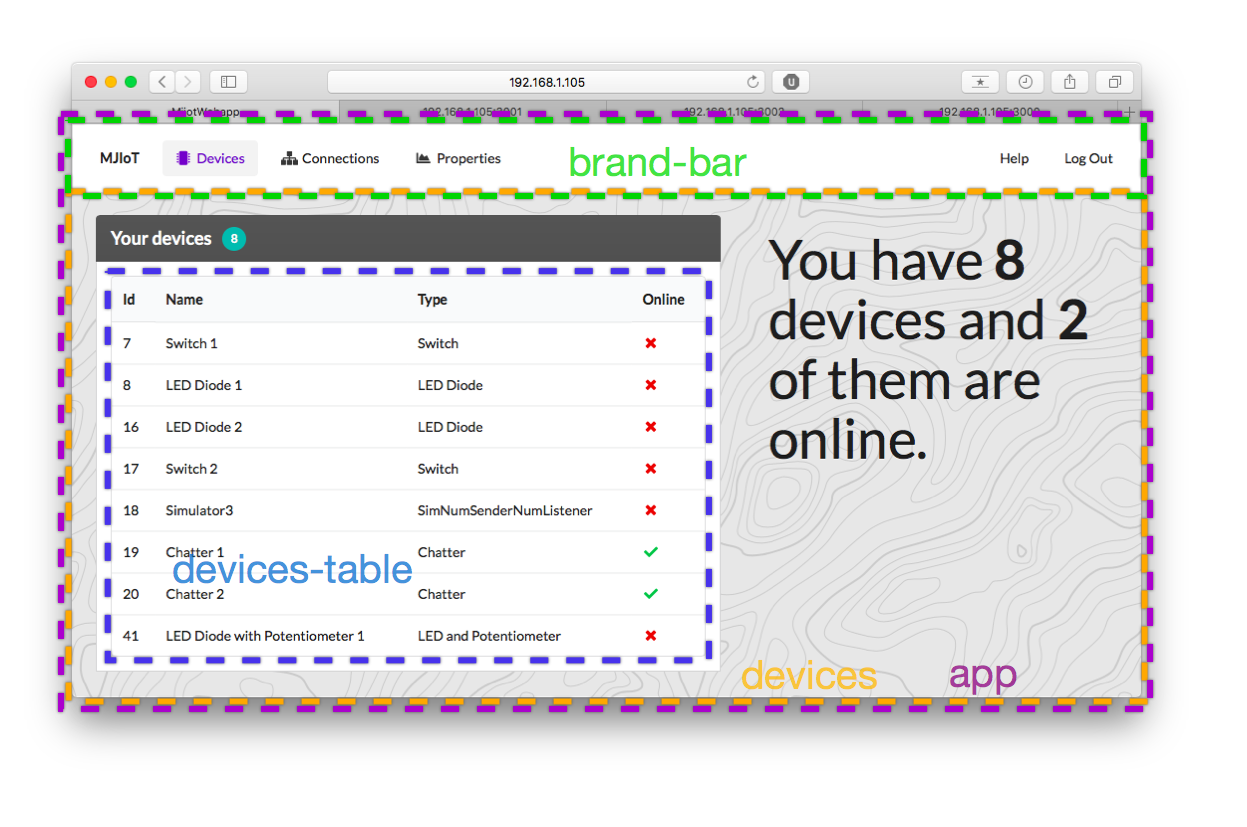 192.168.1.105
MjiotWebapp
192.168.1.105:3001
192.168.1.105:3002
192.168.1.105:3000
MJIoT Devices Connections Properties brand-bar Help Log Out
Your devices 8
Id Name Type Online
7 Switch 1 Switch
8 LED Diode 1 LED Diode
16 LED Diode 2 LED Diode
17 Switch 2 Switch
18 Simulator3 SimNumSenderNumListener
19 Chatter 1 Chatter
devices-table
20 Chatter 2 Chatter
41 LED Diode with Potentiometer 1 LED and Potentiometer
You have 8
devices and 2
of them are
online.
devices app